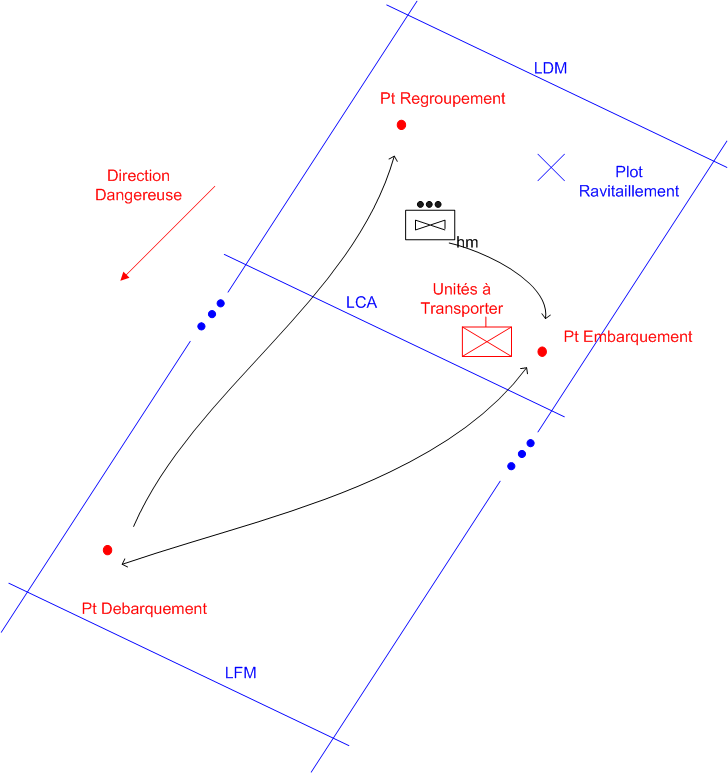 LDM
Pt Regroupement
Direction
Dangereuse
Plot
Ravitaillement
hm
Unités à
Transporter
LCA
Pt Embarquement
Pt Debarquement
LFM